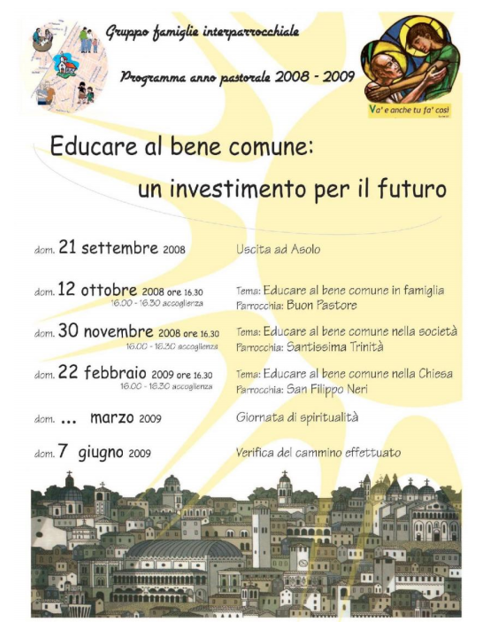 Gruppo famiglie interparrocchiale
Programma anno pastorale 2008 - 2009
Va' e anche tu fa' così
Educare al bene comune:
un investimento per il futuro
dom. 21 settembre 2008 Uscita ad Asolo
dom. 12 ottobre 2008 ore 16.30 Tema: Educare al bene comune in famiglia
16.00 - 16.30 accoglienza Parrocchia: Buon Pastore
dom. 30 novembre 2008 ore 16.30 Tema: Educare al bene comune nella società
16.00 - 16.30 accoglienza Parrocchia: Santissima Trinità
dom. 22 febbraio 2009 ore 16.30 Tema: Educare al bene comune nella Chiesa
16.00 - 16.30 accoglienza Parrocchia: San Filippo Neri
dom. ... marzo 2009 Giornata di spiritualità
dom. 7 giugno 2009 Verifica del cammino effettuato